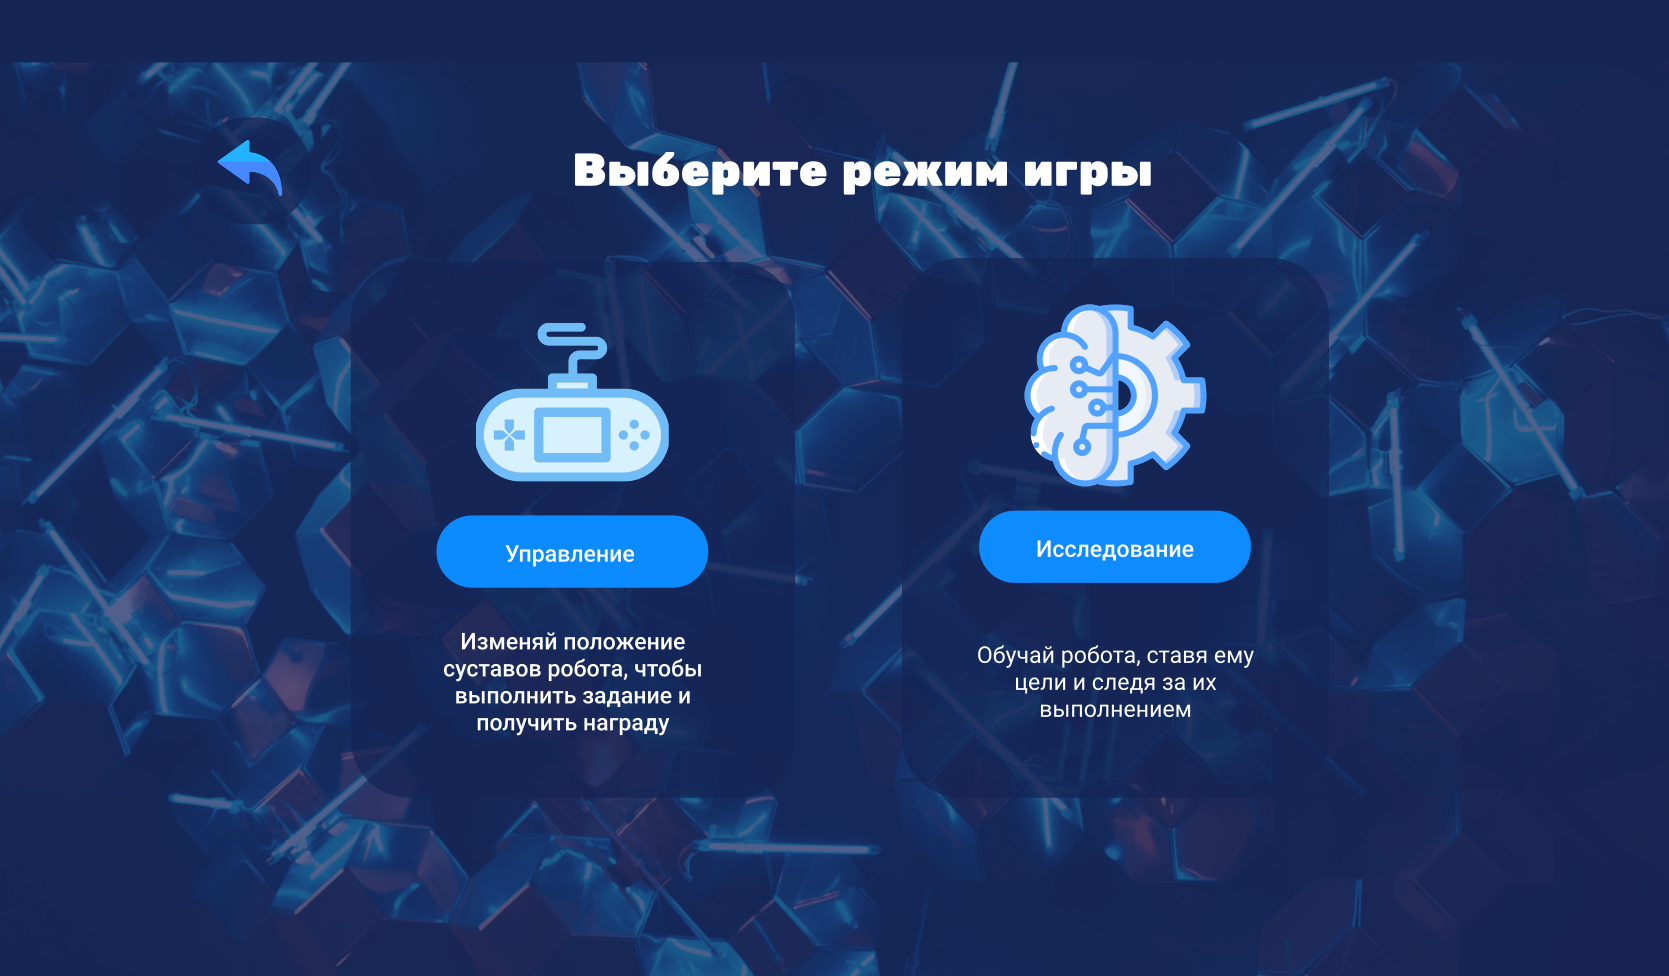 Выберите режим игры
Управление
Изменяй положение
суставов робота, чтобы
выполнить задание и
получить награду
Исследование
Обучай робота, ставя ему
цели и следя за их
выполнением